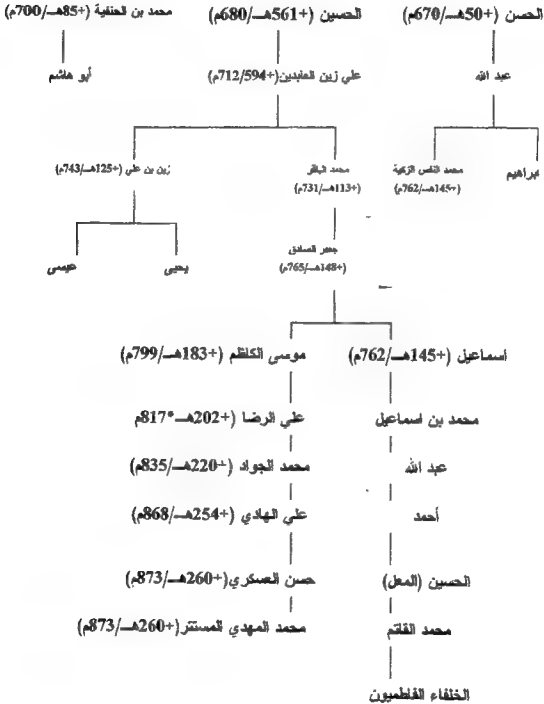 الحسن (+50هـ/670م)
الحسين (+561هـ/680م)
محمد بن الحنفية (+85هـ/700م)
عبد الله
علي زين العابدين(+712/594م)
أبو هاشم
ابراهيم
محمد النفس الزكية
(+145هـ/762م)
محمد الباقر
(+113هـ/731م)
زين بن علي (+125هـ/743م)
جعفر الصادق
(+148هـ/765م)
يحيى
عيسى
اسماعيل (+145هـ/762م)
موسى الكاظم (+183هـ/799م)
محمد بن اسماعيل
علي الرضا (+202هـ*817م
عبد الله
محمد الجواد (+220هـ/835م)
أحمد
علي الهادي (+254هـ/868م)
الحسين (المعل)
حسن العسكري(+260هـ/873م)
محمد القائم
محمد المهدي المستتر(+260هـ/873م)
الخلفاء الفاطميون